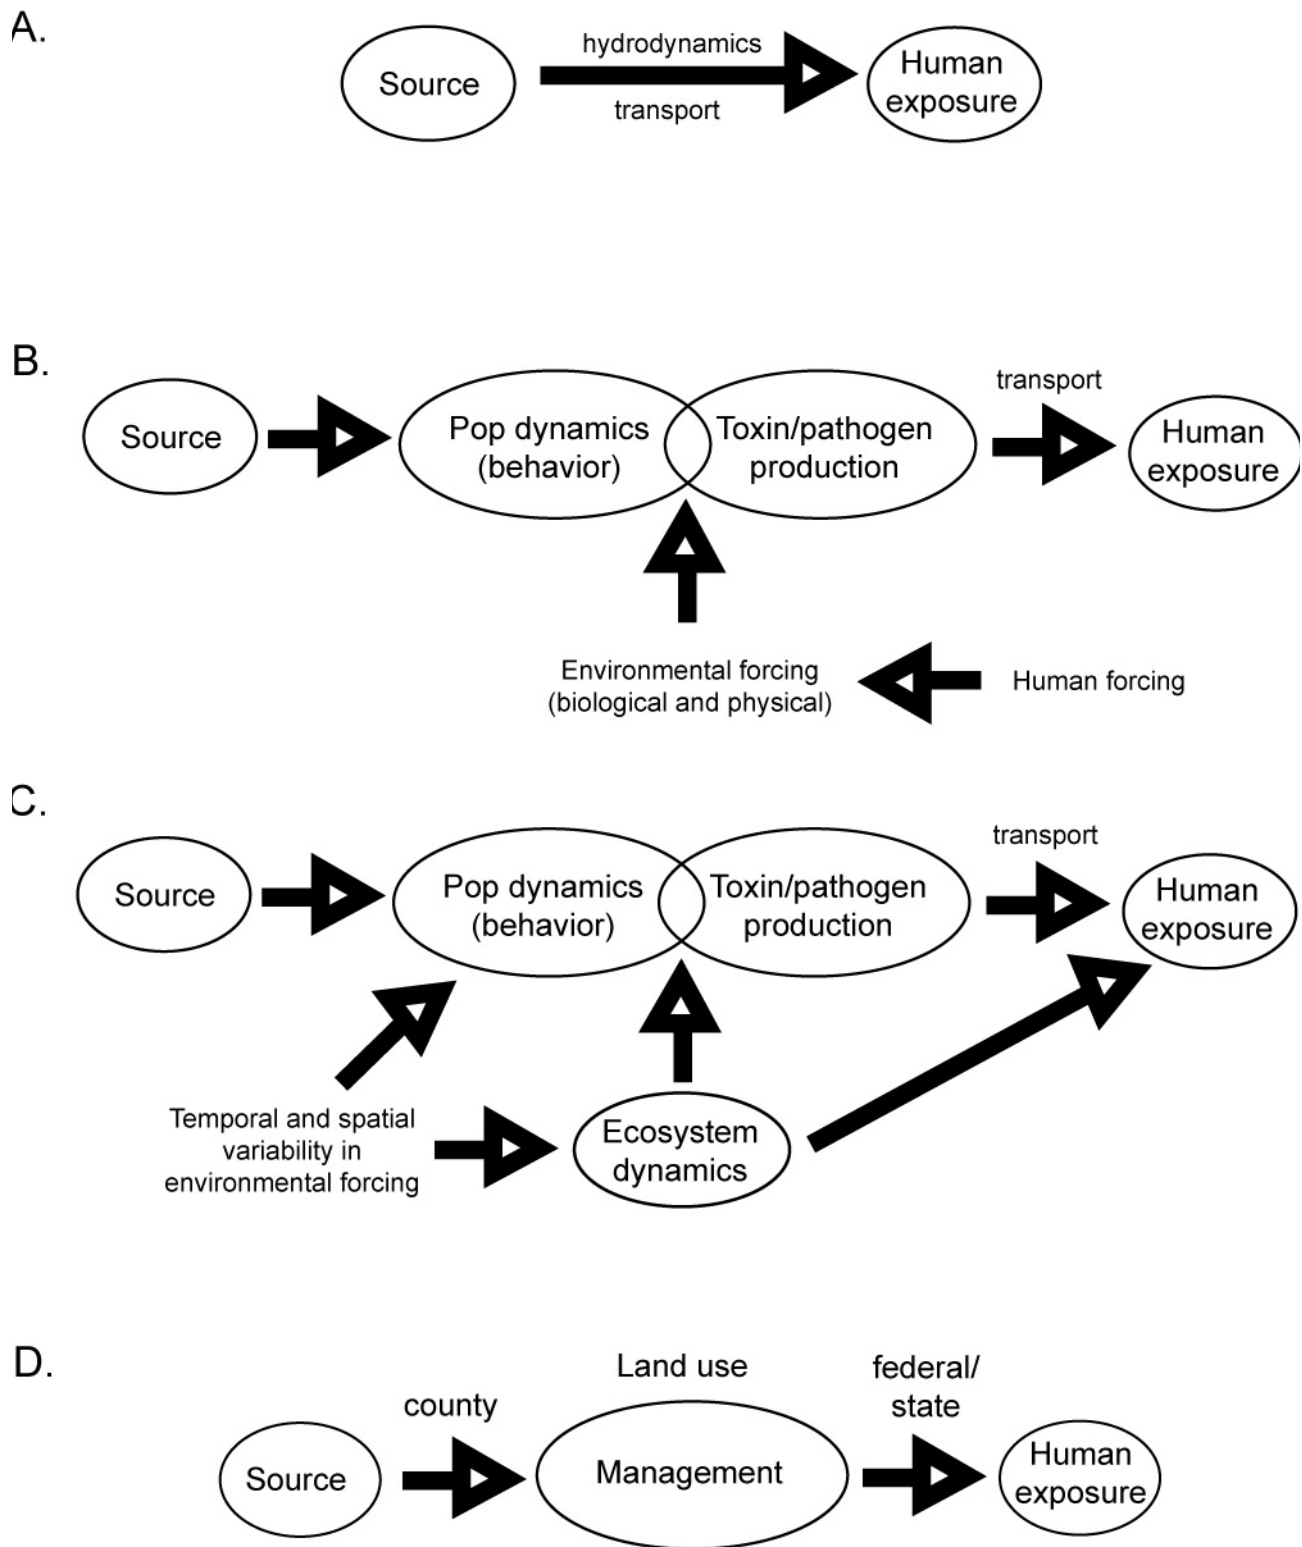 A.
hydrodynamics
Source
Human
exposure
transport
B.
transport
Source
Pop dynamics
(behavior)
Toxin/pathogen
production
Human
exposure
Environmental forcing
(biological and physical)
Human forcing
C.
transport
Source
Pop dynamics
(behavior)
Toxin/pathogen
production
Human
exposure
Temporal and spatial
variability in
environmental forcing
Ecosystem
dynamics
D.
Land use
federal/
state
county
Source
Management
Human
exposure